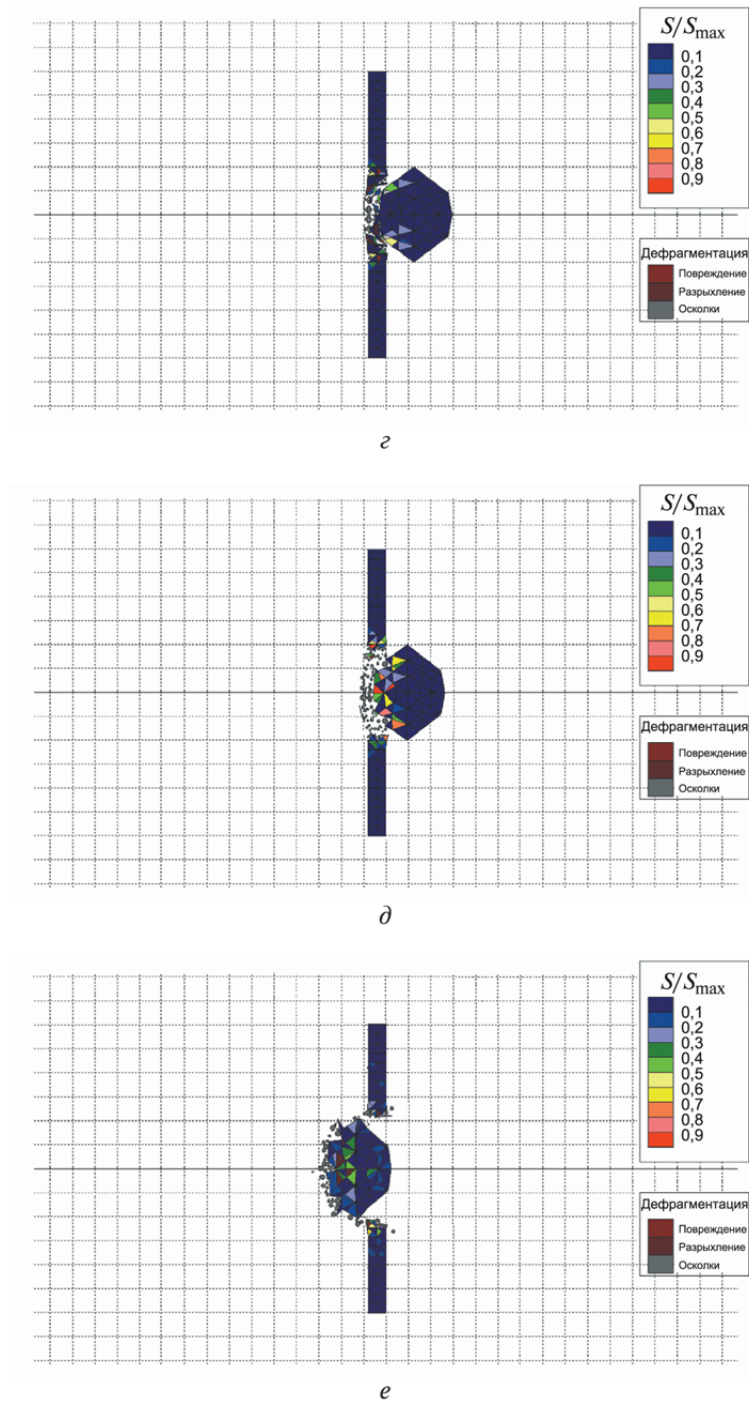 S/Smax
0,1
0,2
0,3
0,4
0,5
0,6
0,7
0,8
0,9
Дефрагментация
Повреждение
Разрыхление
Осколки
г
S/Smax
0,1
0,2
0,3
0,4
0,5
0,6
0,7
0,8
0,9
Дефрагментация
Повреждение
Разрыхление
Осколки
д
S/Smax
0,1
0,2
0,3
0,4
0,5
0,6
0,7
0,8
0,9
Дефрагментация
Повреждение
Разрыхление
Осколки
е